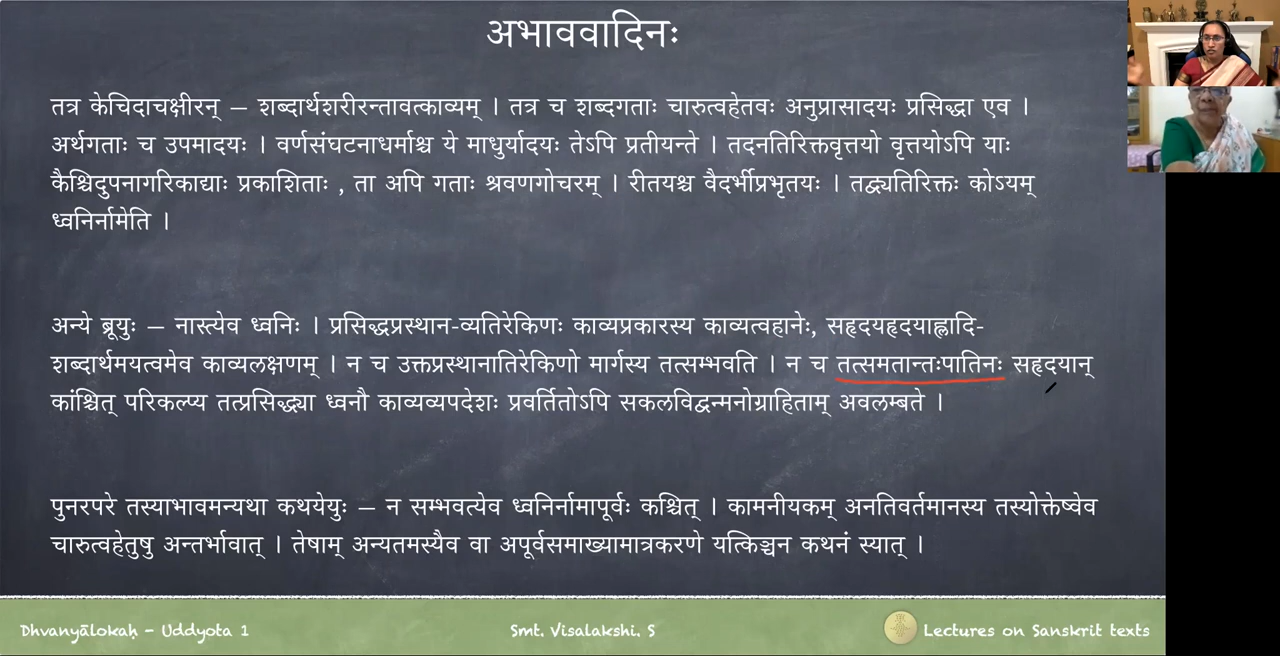 अभाववादिनः
तत्र केचिदाचक्षीरन् – शब्दार्थशरीरन्तावत्काव्यम् । तत्र च शब्दगताः चारुत्वहेतवः अनुप्रासादयः प्रसिद्धा एव ।
अर्थगताः च उपमादयः । वर्णसंघटनाधर्माश्च ये माधुर्यादयः तेऽपि प्रतीयन्ते । तदनतिरिक्तवृत्तयो वृत्तयोऽपि याः
कैश्चिदुपनागरिकाद्याः प्रकाशिताः , ता अपि गताः श्रवणगोचरम् । रीतयश्च वैदर्भीप्रभृतयः । तद्व्यतिरिक्तः कोऽयम्
ध्वनिर्नामेति ।
अन्ये ब्रूयुः – नास्त्येव ध्वनिः । प्रसिद्धप्रस्थान-व्यतिरेकिणः काव्यप्रकारस्य काव्यत्वहानेः, सहृदयहृदयाह्लादि-
शब्दार्थमयत्वमेव काव्यलक्षणम् । न च उक्तप्रस्थानातिरेकिणो मार्गस्य तत्सम्भवति । न च तत्समतान्तःपातिनः सहृदयान्
कांश्चित् परिकल्प्य तत्प्रसिद्ध्या ध्वनौ काव्यव्यपदेशः प्रवर्तितोऽपि सकलविद्वन्मनोग्राहिताम् अवलम्बते ।
पुनरपरे तस्याभावमन्यथा कथयेयुः – न सम्भवत्येव ध्वनिर्नामापूर्वः कश्चित् । कामनीयकम् अनतिवर्तमानस्य तस्योक्तेष्वेव
चारुत्वहेतुषु अन्तर्भावात् । तेषाम् अन्यतमस्यैव वा अपूर्वसमाख्यामात्रकरणे यत्किञ्चन कथनं स्यात् ।
Dhvanyālokaḥ – Uddyota 1
Smt. Visalakshi. S
Lectures on Sanskrit texts